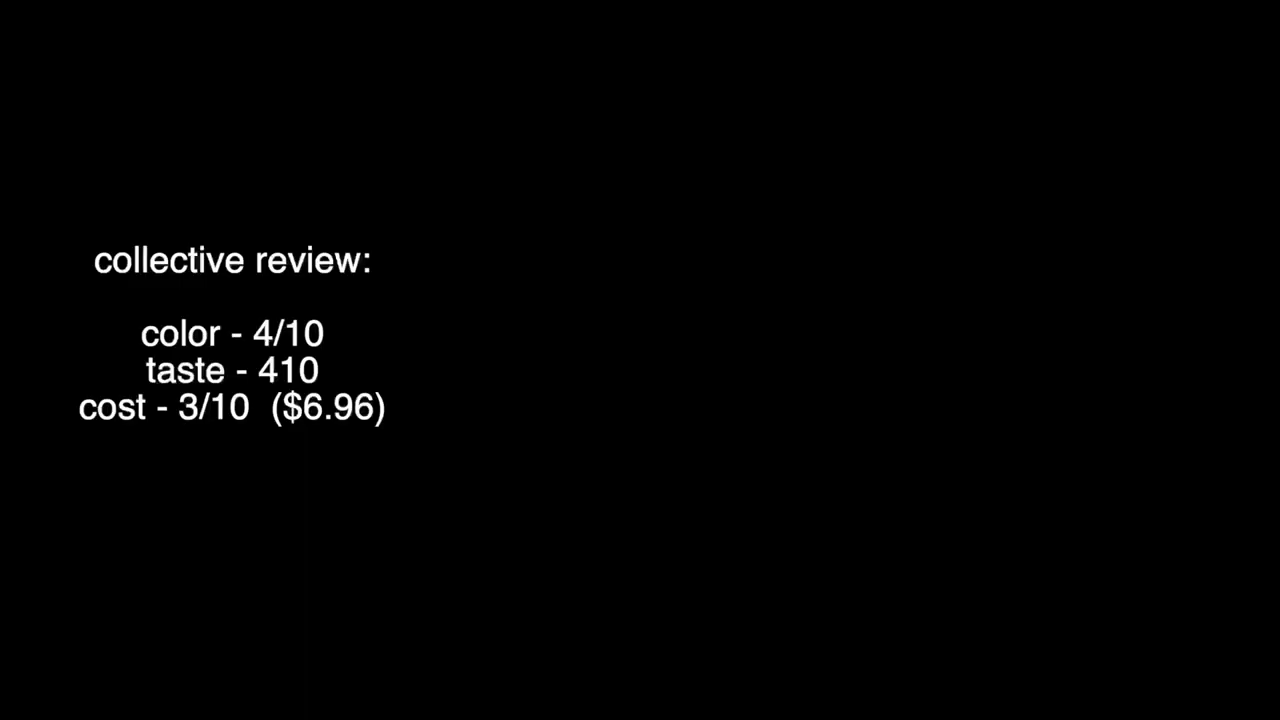 collective review:
color - 4/10
taste - 410
cost - 3/10 ($6.96)